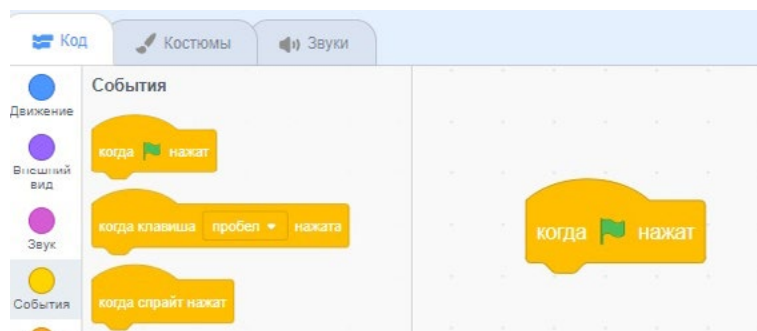 Код
Костюмы
Звуки
Движение
Внешний
вид
Звук
События
События
когда нажат
когда клавиша пробел нажата
когда спрайт нажат
когда нажат